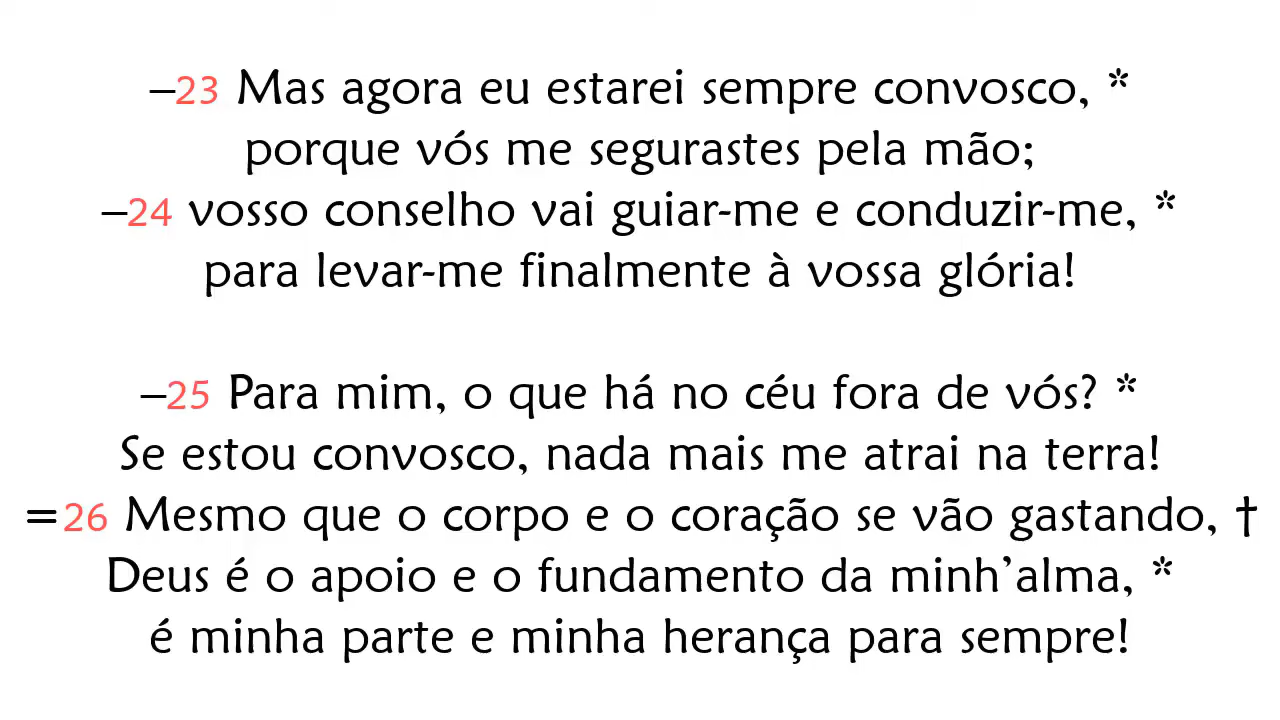 –23 Mas agora eu estarei sempre convosco, *
porque vós me segurastes pela mão;
–24 vosso conselho vai guiar-me e conduzir-me, *
para levar-me finalmente à vossa glória!
–25 Para mim, o que há no céu fora de vós? *
Se estou convosco, nada mais me atrai na terra!
=26 Mesmo que o corpo e o coração se vão gastando, †
Deus é o apoio e o fundamento da minh’alma, *
é minha parte e minha herança para sempre!